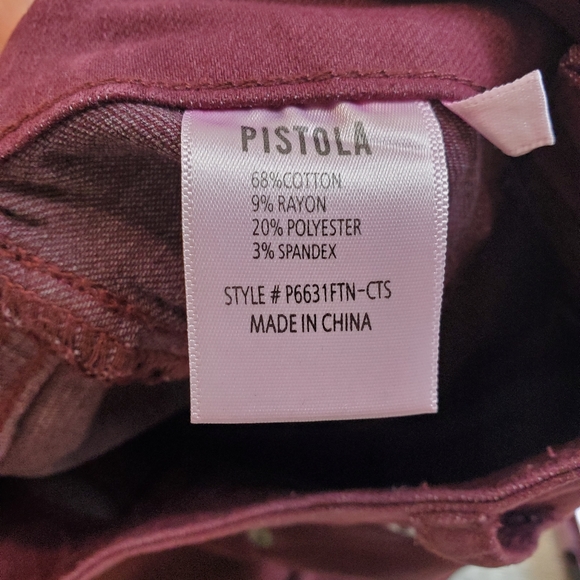 PISTOLA
68%COTTON
9% RAYON
20% POLYESTER
3% SPANDEX
STYLE # P6631FTN-CTS
MADE IN CHINA